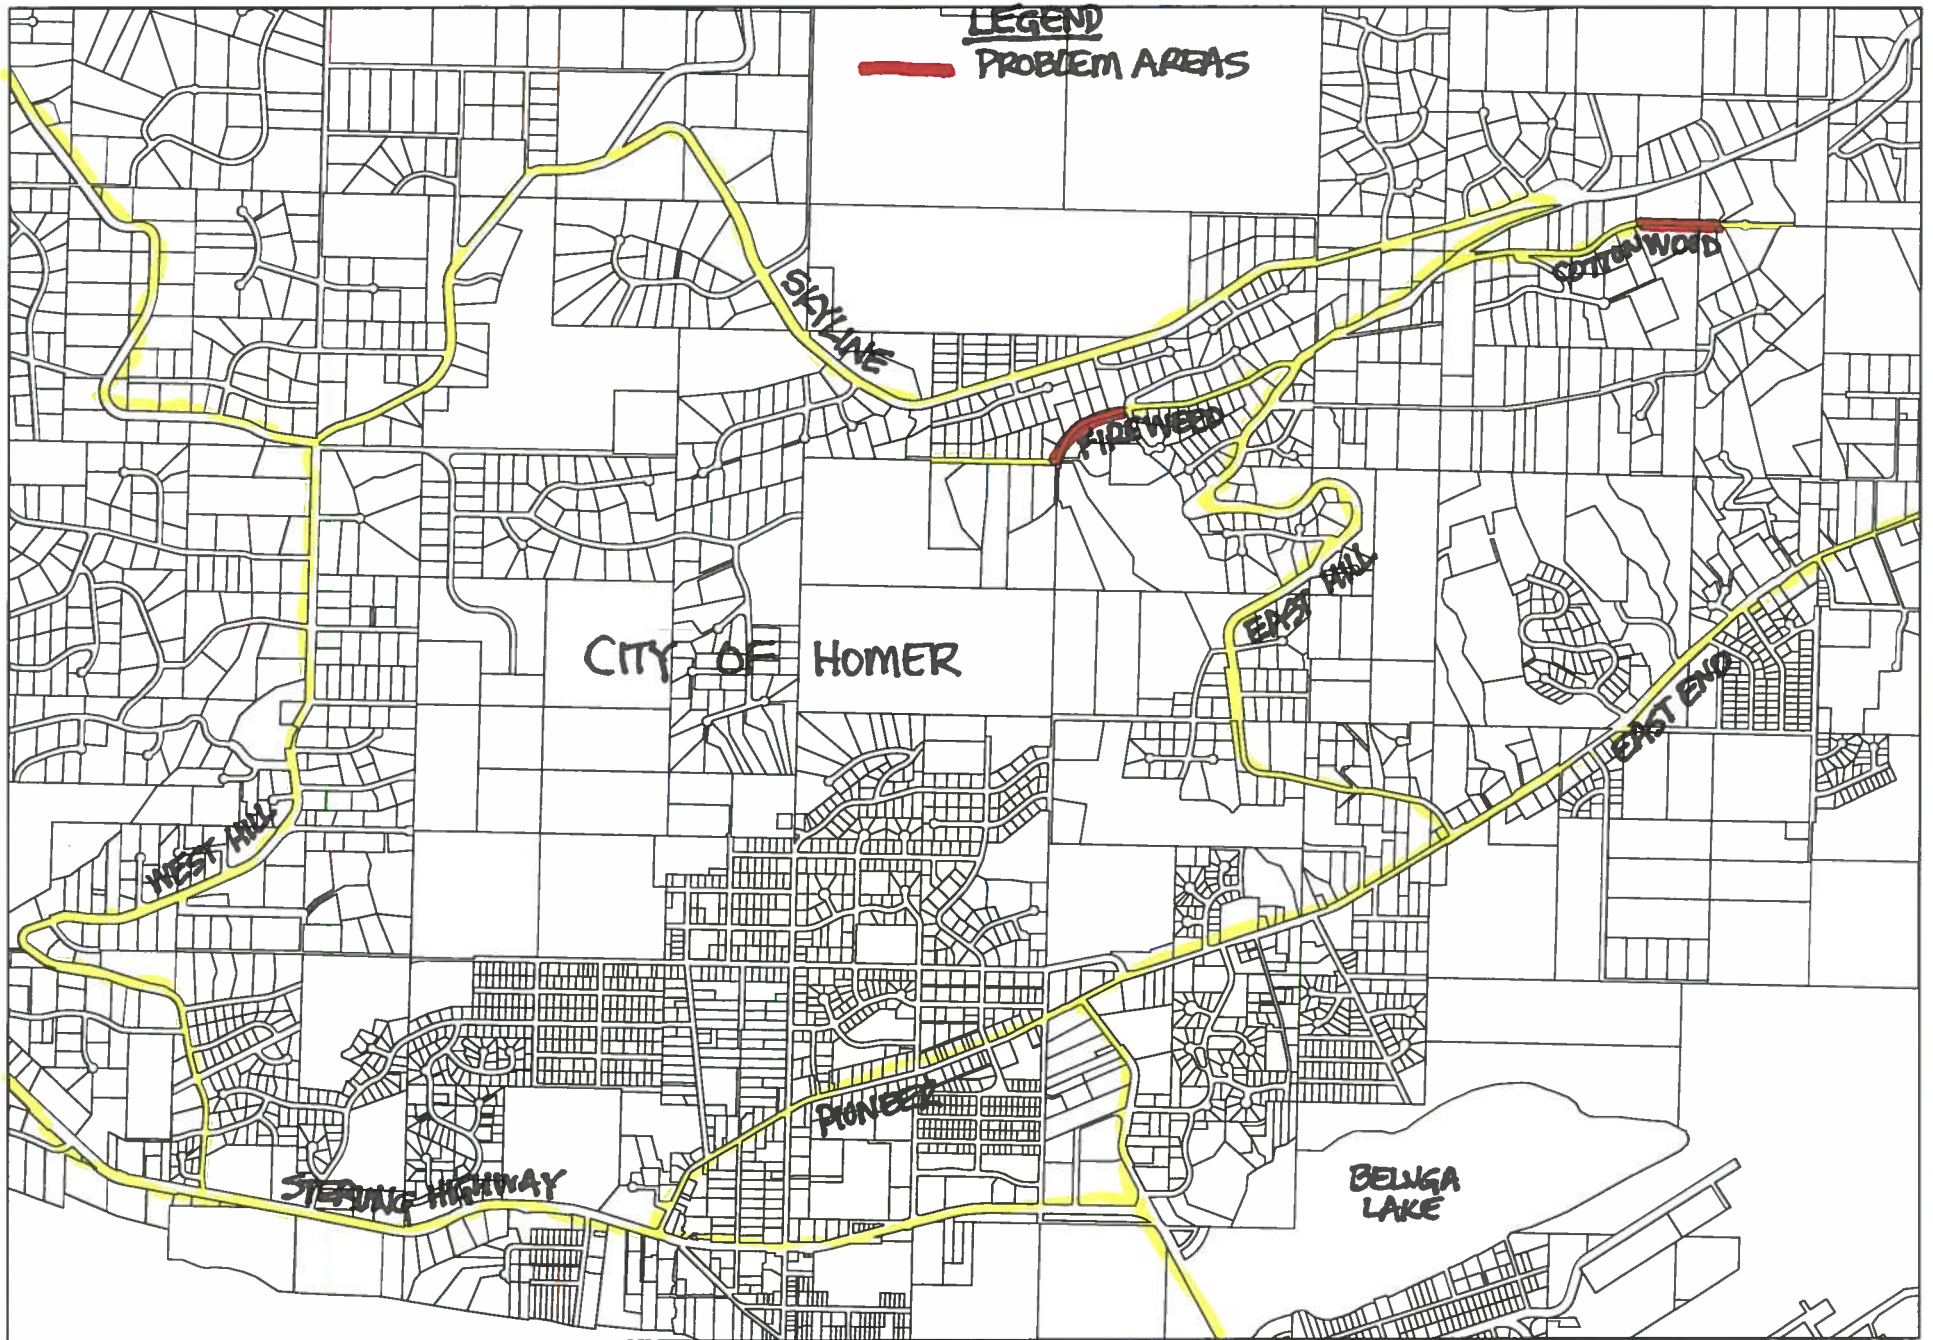 LEGEND
PROBLEM AREAS
COTTONWOOD
SKYLINE
FIREWEED
EAST HILL
CITY OF HOMER
EAST END
WEST HILL
PIONEER
STERLING HIGHWAY
BELUGA
LAKE